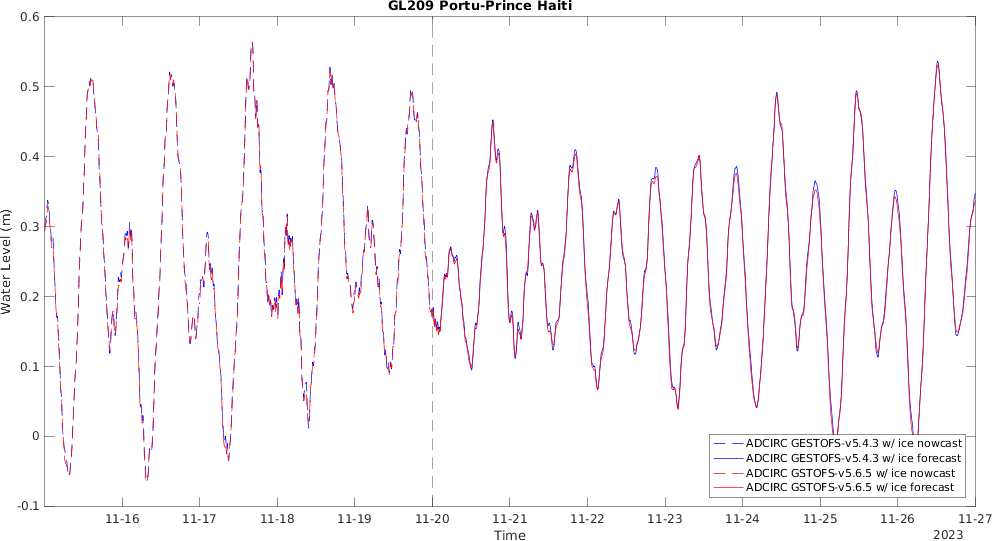 GL209 Portu-Prince Haiti
0.6
0.5
0.4
0.3
0.2
0.1
0
-0.1
Water Level (m)
ADCIRC GESTOFS-v5.4.3 w/ ice nowcast
ADCIRC GESTOFS-v5.4.3 w/ ice forecast
ADCIRC GSTOFS-v5.6.5 w/ ice nowcast
ADCIRC GSTOFS-v5.6.5 w/ ice forecast
11-16 11-17 11-18 11-19 11-20 11-21 11-22 11-23 11-24 11-25 11-26 11-27
Time
2023